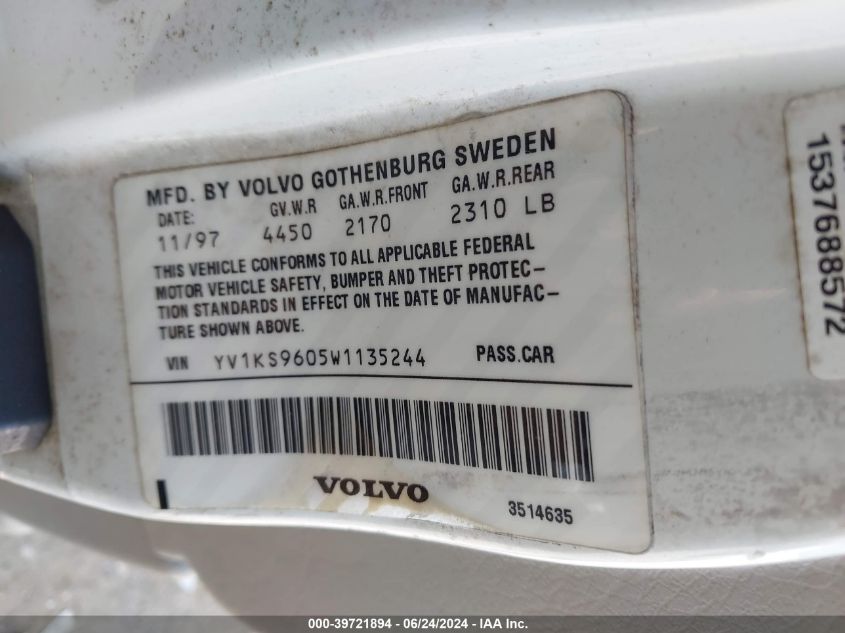 MFD. BY VOLVO GOTHENBURG SWEDEN
DATE: GV.W.R GA.W.R.FRONT GA.W.R.REAR
11/97 4450 2170 2310 LB
THIS VEHICLE CONFORMS TO ALL APPLICABLE FEDERAL
MOTOR VEHICLE SAFETY, BUMPER AND THEFT PROTEC-
TION STANDARDS IN EFFECT ON THE DATE OF MANUFAC-
TURE SHOWN ABOVE.
VIN YV1KS9605W1135244 PASS.CAR
VOLVO
3514635
1537688572
000-39721894 - 06/24/2024 - IAA Inc.